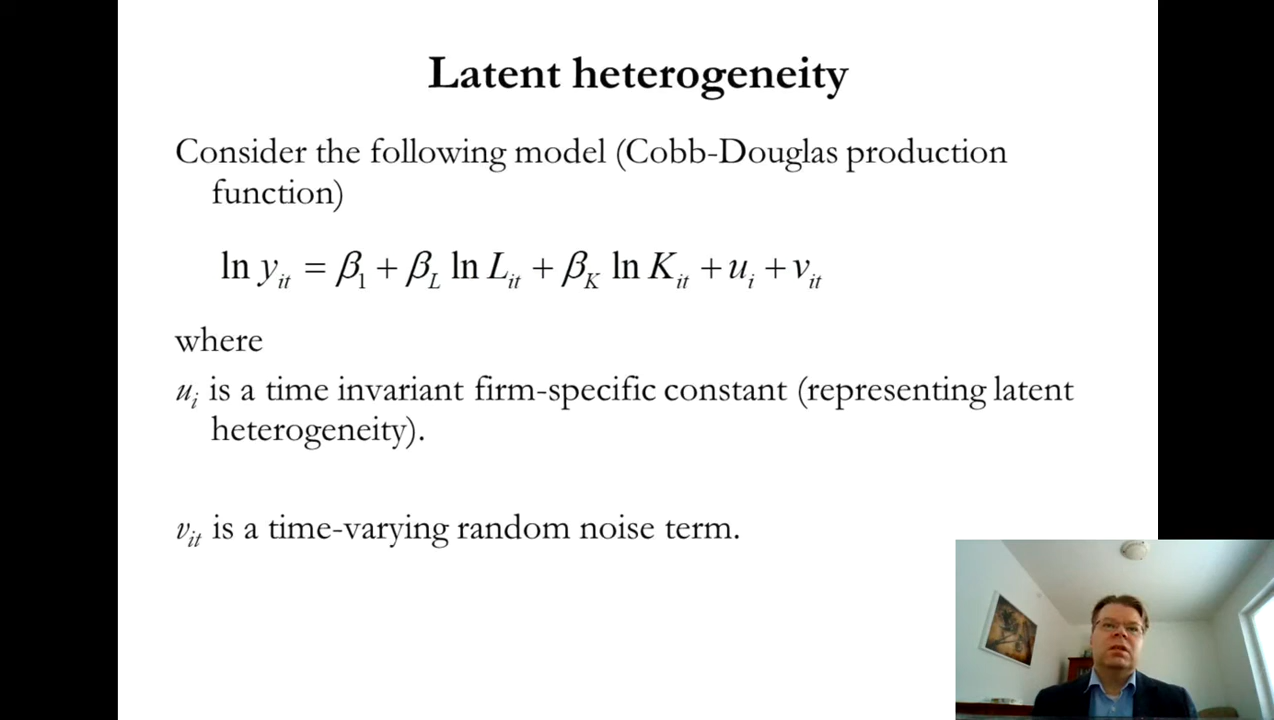 Latent heterogeneity
Consider the following model (Cobb-Douglas production
function)
ln y_it = β_1 + β_L ln L_it + β_K ln K_it + u_i + v_it
where
u_i is a time invariant firm-specific constant (representing latent
heterogeneity).
v_it is a time-varying random noise term.